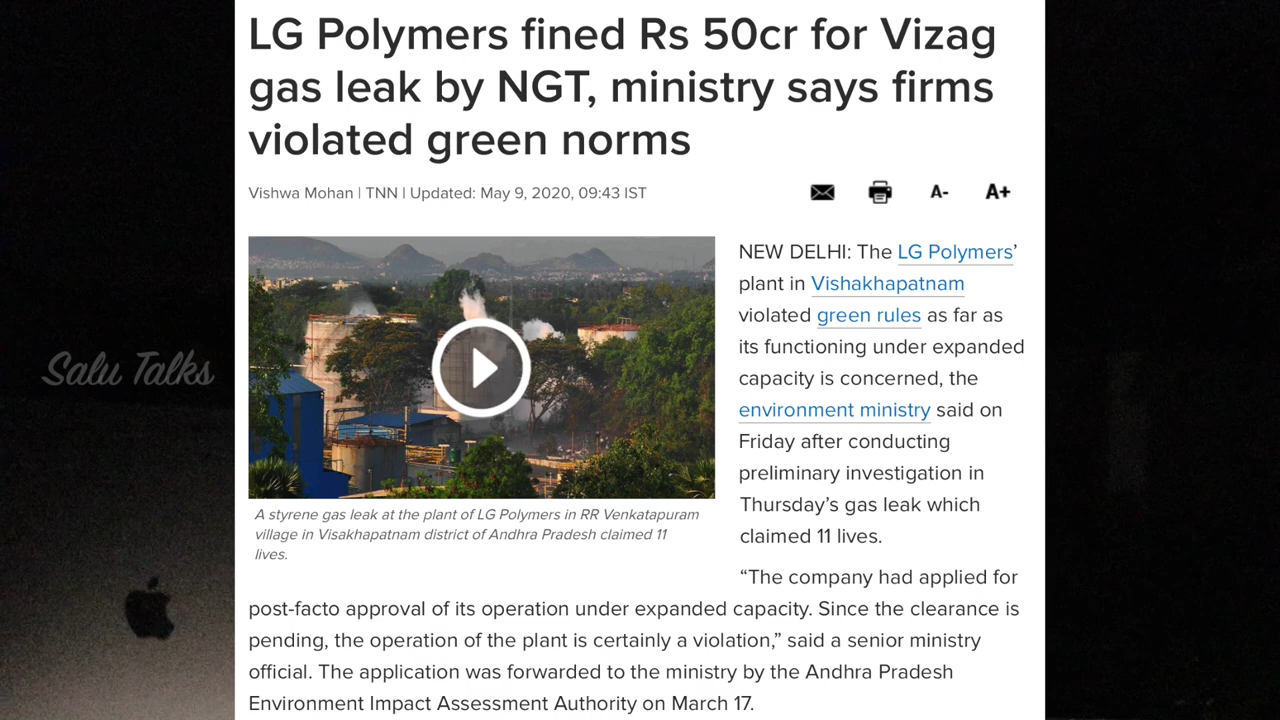 LG Polymers fined Rs 50cr for Vizag
gas leak by NGT, ministry says firms
violated green norms
Vishwa Mohan | TNN | Updated: May 9, 2020, 09:43 IST
A-
A+
NEW DELHI: The LG Polymers’
plant in Vishakhapatnam
violated green rules as far as
its functioning under expanded
capacity is concerned, the
environment ministry said on
Friday after conducting
preliminary investigation in
Thursday’s gas leak which
claimed 11 lives.
A styrene gas leak at the plant of LG Polymers in RR Venkatapuram
village in Visakhapatnam district of Andhra Pradesh claimed 11
lives.
“The company had applied for
post-facto approval of its operation under expanded capacity. Since the clearance is
pending, the operation of the plant is certainly a violation,” said a senior ministry
official. The application was forwarded to the ministry by the Andhra Pradesh
Environment Impact Assessment Authority on March 17.
Salu Talks